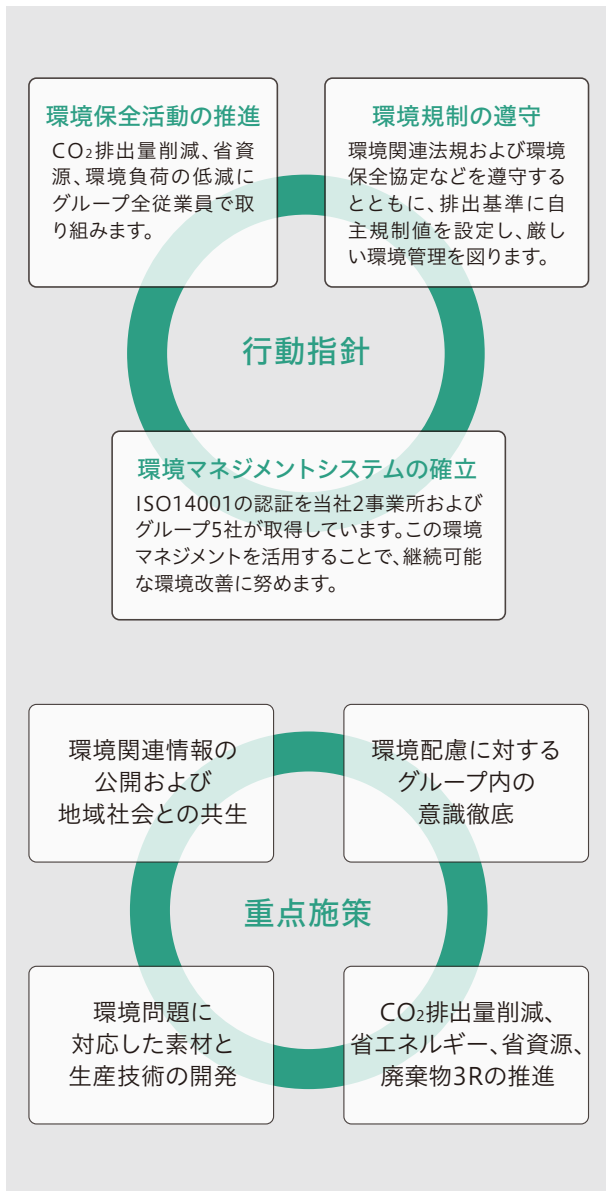 環境保全活動の推進
CO₂排出量削減、省資
源、環境負荷の低減に
グループ全従業員で取
り組みます。
環境規制の遵守
環境関連法規および環境
保全協定などを遵守する
とともに、排出基準に自
主規制値を設定し、厳し
い環境管理を図ります。
行動指針
環境マネジメントシステムの確立
ISO14001の認証を当社2事業所および
グループ5社が取得しています。この環境
マネジメントを活用することで、継続可能
な環境改善に努めます。
環境関連情報の
公開および
地域社会との共生
環境配慮に対する
グループ内の
意識徹底
重点施策
環境問題に
対応した素材と
生産技術の開発
CO₂排出量削減、
省エネルギー、省資源、
廃棄物3Rの推進